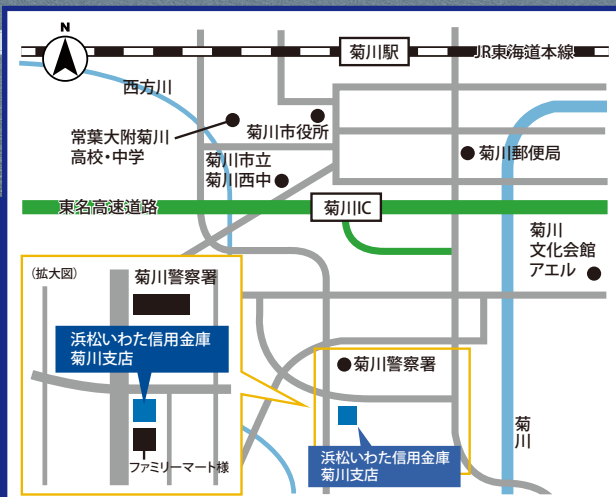 N
菊川駅
JR東海道本線
西方川
常葉大附菊川
高校・中学
菊川市役所
菊川市立
菊川西中
菊川郵便局
東名高速道路
菊川IC
菊川
文化会館
アエル
(拡大図)
菊川警察署
浜松いわた信用金庫
菊川支店
ファミリーマート様
菊川警察署
浜松いわた信用金庫
菊川支店
菊川